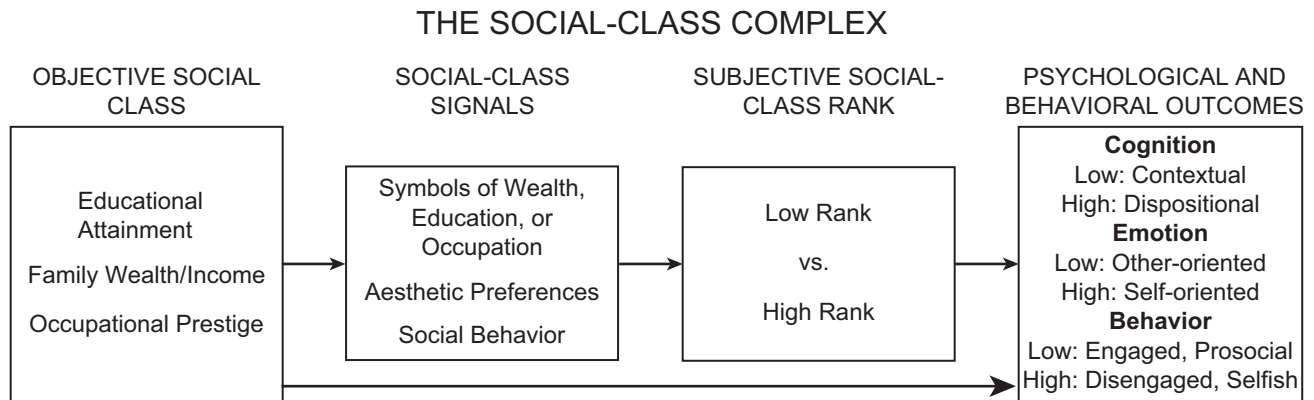 THE SOCIAL-CLASS COMPLEX
OBJECTIVE SOCIAL
CLASS
Educational
Attainment
Family Wealth/Income
Occupational Prestige
SOCIAL-CLASS
SIGNALS
Symbols of Wealth,
Education, or
Occupation
Aesthetic Preferences
Social Behavior
SUBJECTIVE SOCIAL-
CLASS RANK
Low Rank
vs.
High Rank
PSYCHOLOGICAL AND
BEHAVIORAL OUTCOMES
Cognition
Low: Contextual
High: Dispositional
Emotion
Low: Other-oriented
High: Self-oriented
Behavior
Low: Engaged, Prosocial
High: Disengaged, Selfish